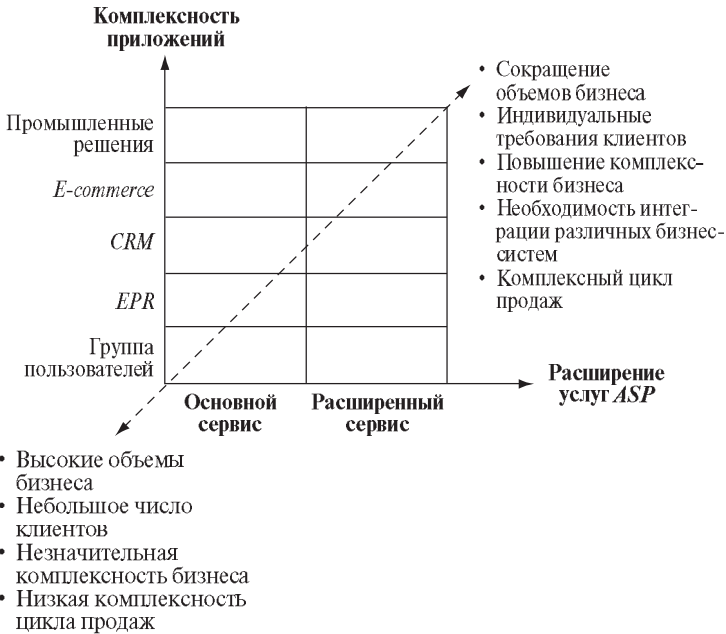 Комплексность
приложений
Промышленные
решения
E-commerce
CRM
EPR
Группа
пользователей
• Сокращение
объемов бизнеса
• Индивидуальные
требования клиентов
• Повышение комплекс-
ности бизнеса
• Необходимость интег-
рации различных бизнес-
систем
• Комплексный цикл
продаж
Расширение
услуг ASP
Основной
сервис
Расширенный
сервис
• Высокие объемы
бизнеса
• Небольшое число
клиентов
• Незначительная
комплексность бизнеса
• Низкая комплексность
цикла продаж